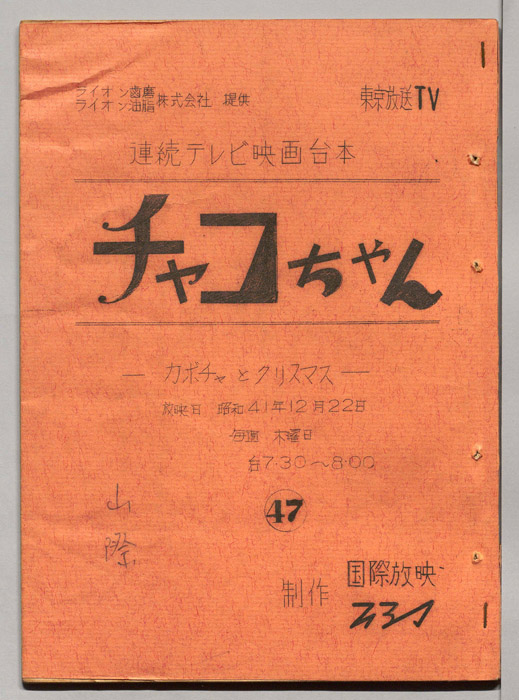 ライオン歯磨
ライオン油脂 株式会社 提供
東京放送TV
連続テレビ映画台本
チャコちゃん
― カボチャとクリスマス ―
放映日 昭和41年12月22日
毎週 木曜日
7.30〜8.00
47
山際
制作 国際放映